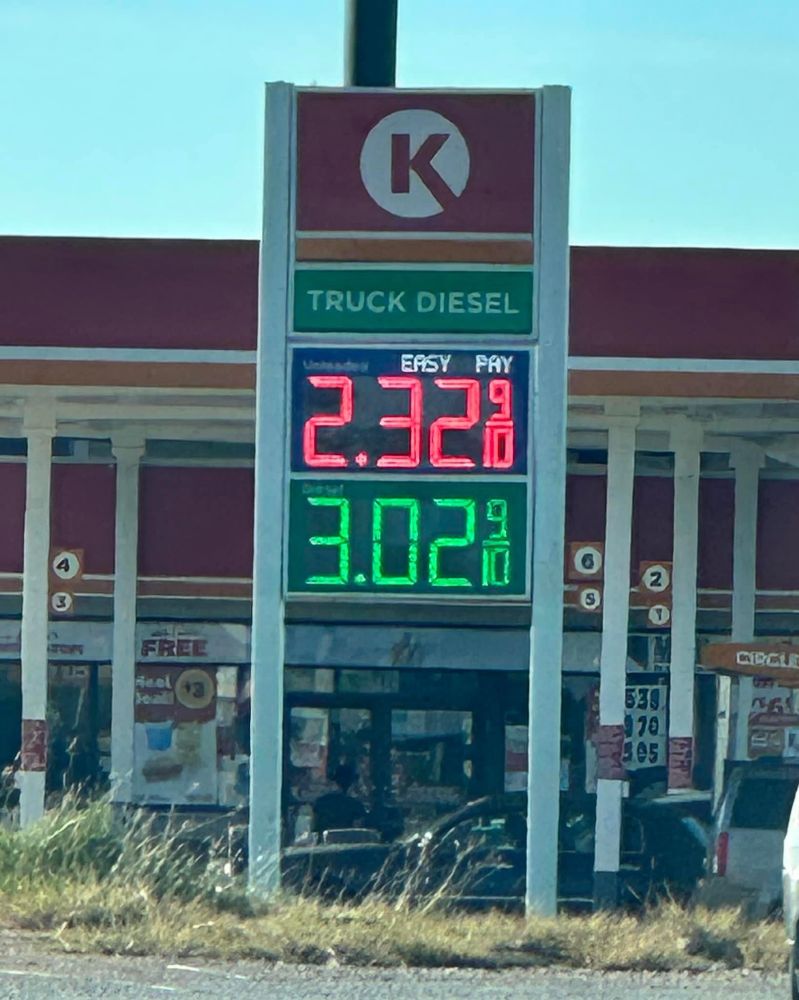 K
TRUCK DIESEL
Unleaded EASY PAY
2.32 9/10
Diesel
3.02 9/10
4
3
6
5
2
1
FREE